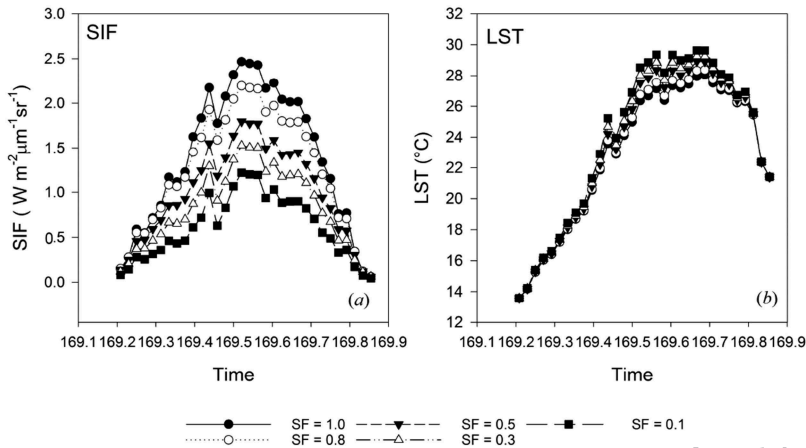 SIF
SIF ( W m-2μm-1sr-1)
3.0
2.5
2.0
1.5
1.0
0.5
0.0
(a)
169.1 169.2 169.3 169.4 169.5 169.6 169.7 169.8 169.9
Time
LST
LST (°C)
32
30
28
26
24
22
20
18
16
14
12
(b)
169.1 169.2 169.3 169.4 169.5 169.6 169.7 169.8 169.9
Time
SF = 1.0 SF = 0.5 SF = 0.1
SF = 0.8 SF = 0.3